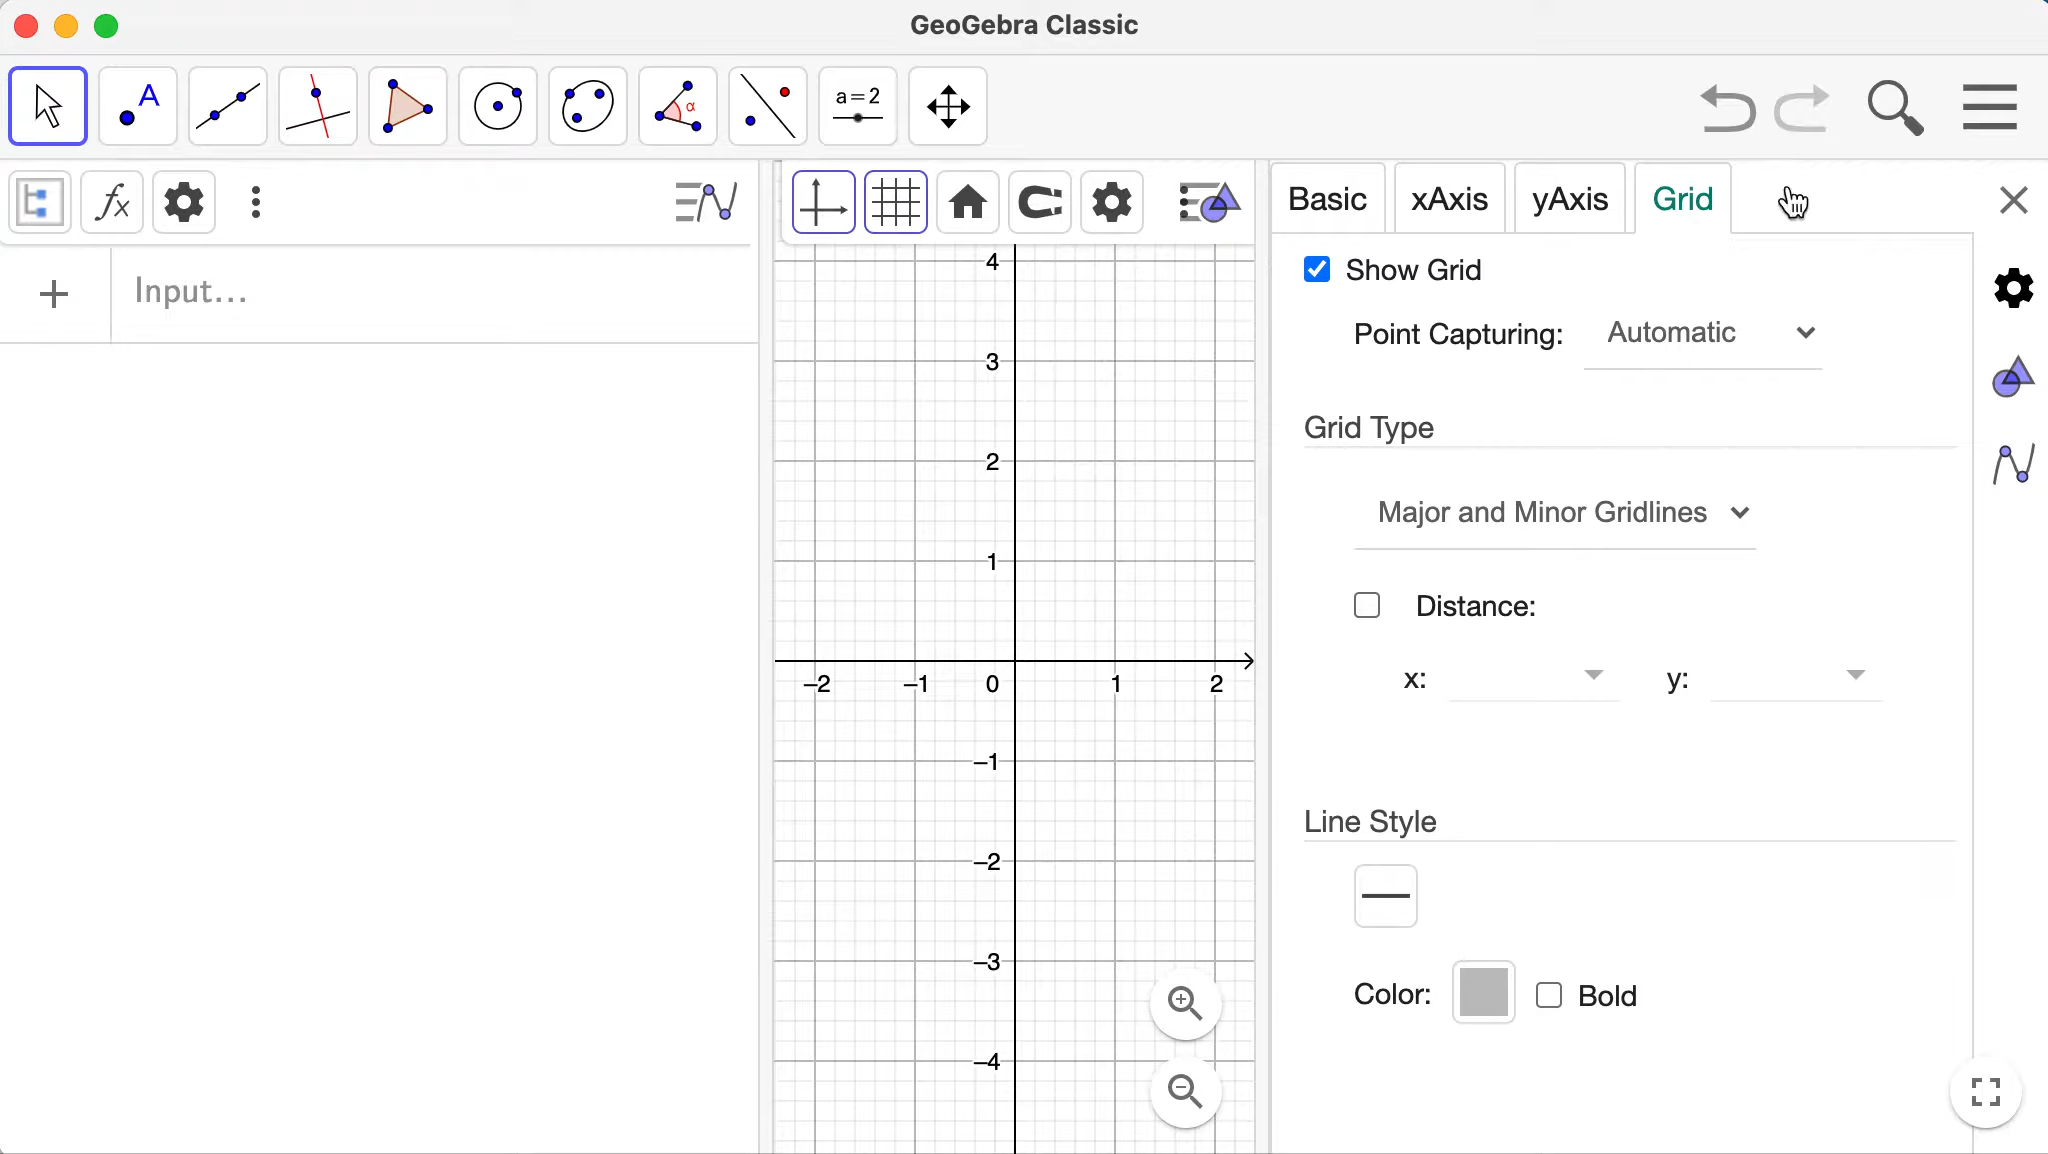 GeoGebra Classic
A
α
a=2
fx
Basic
xAxis
yAxis
Grid
Input...
Show Grid
Point Capturing: Automatic
Grid Type
Major and Minor Gridlines
Distance:
x:
y:
Line Style
Color:
Bold
4
3
2
1
–2
–1
0
1
2
–1
–2
–3
–4